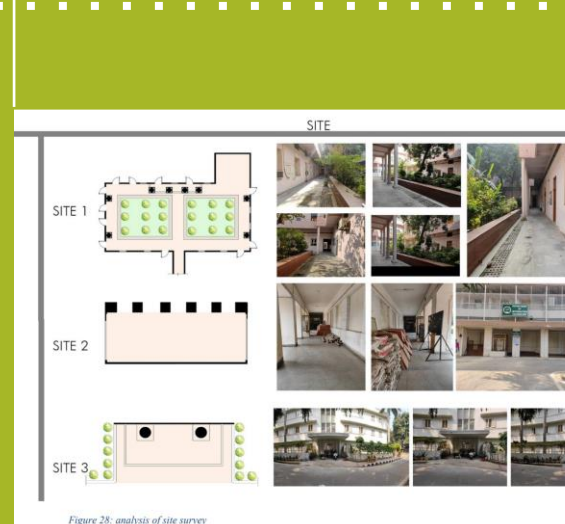 SITE
SITE 1
SITE 2
SITE 3
Figure 28: analysis of site survey